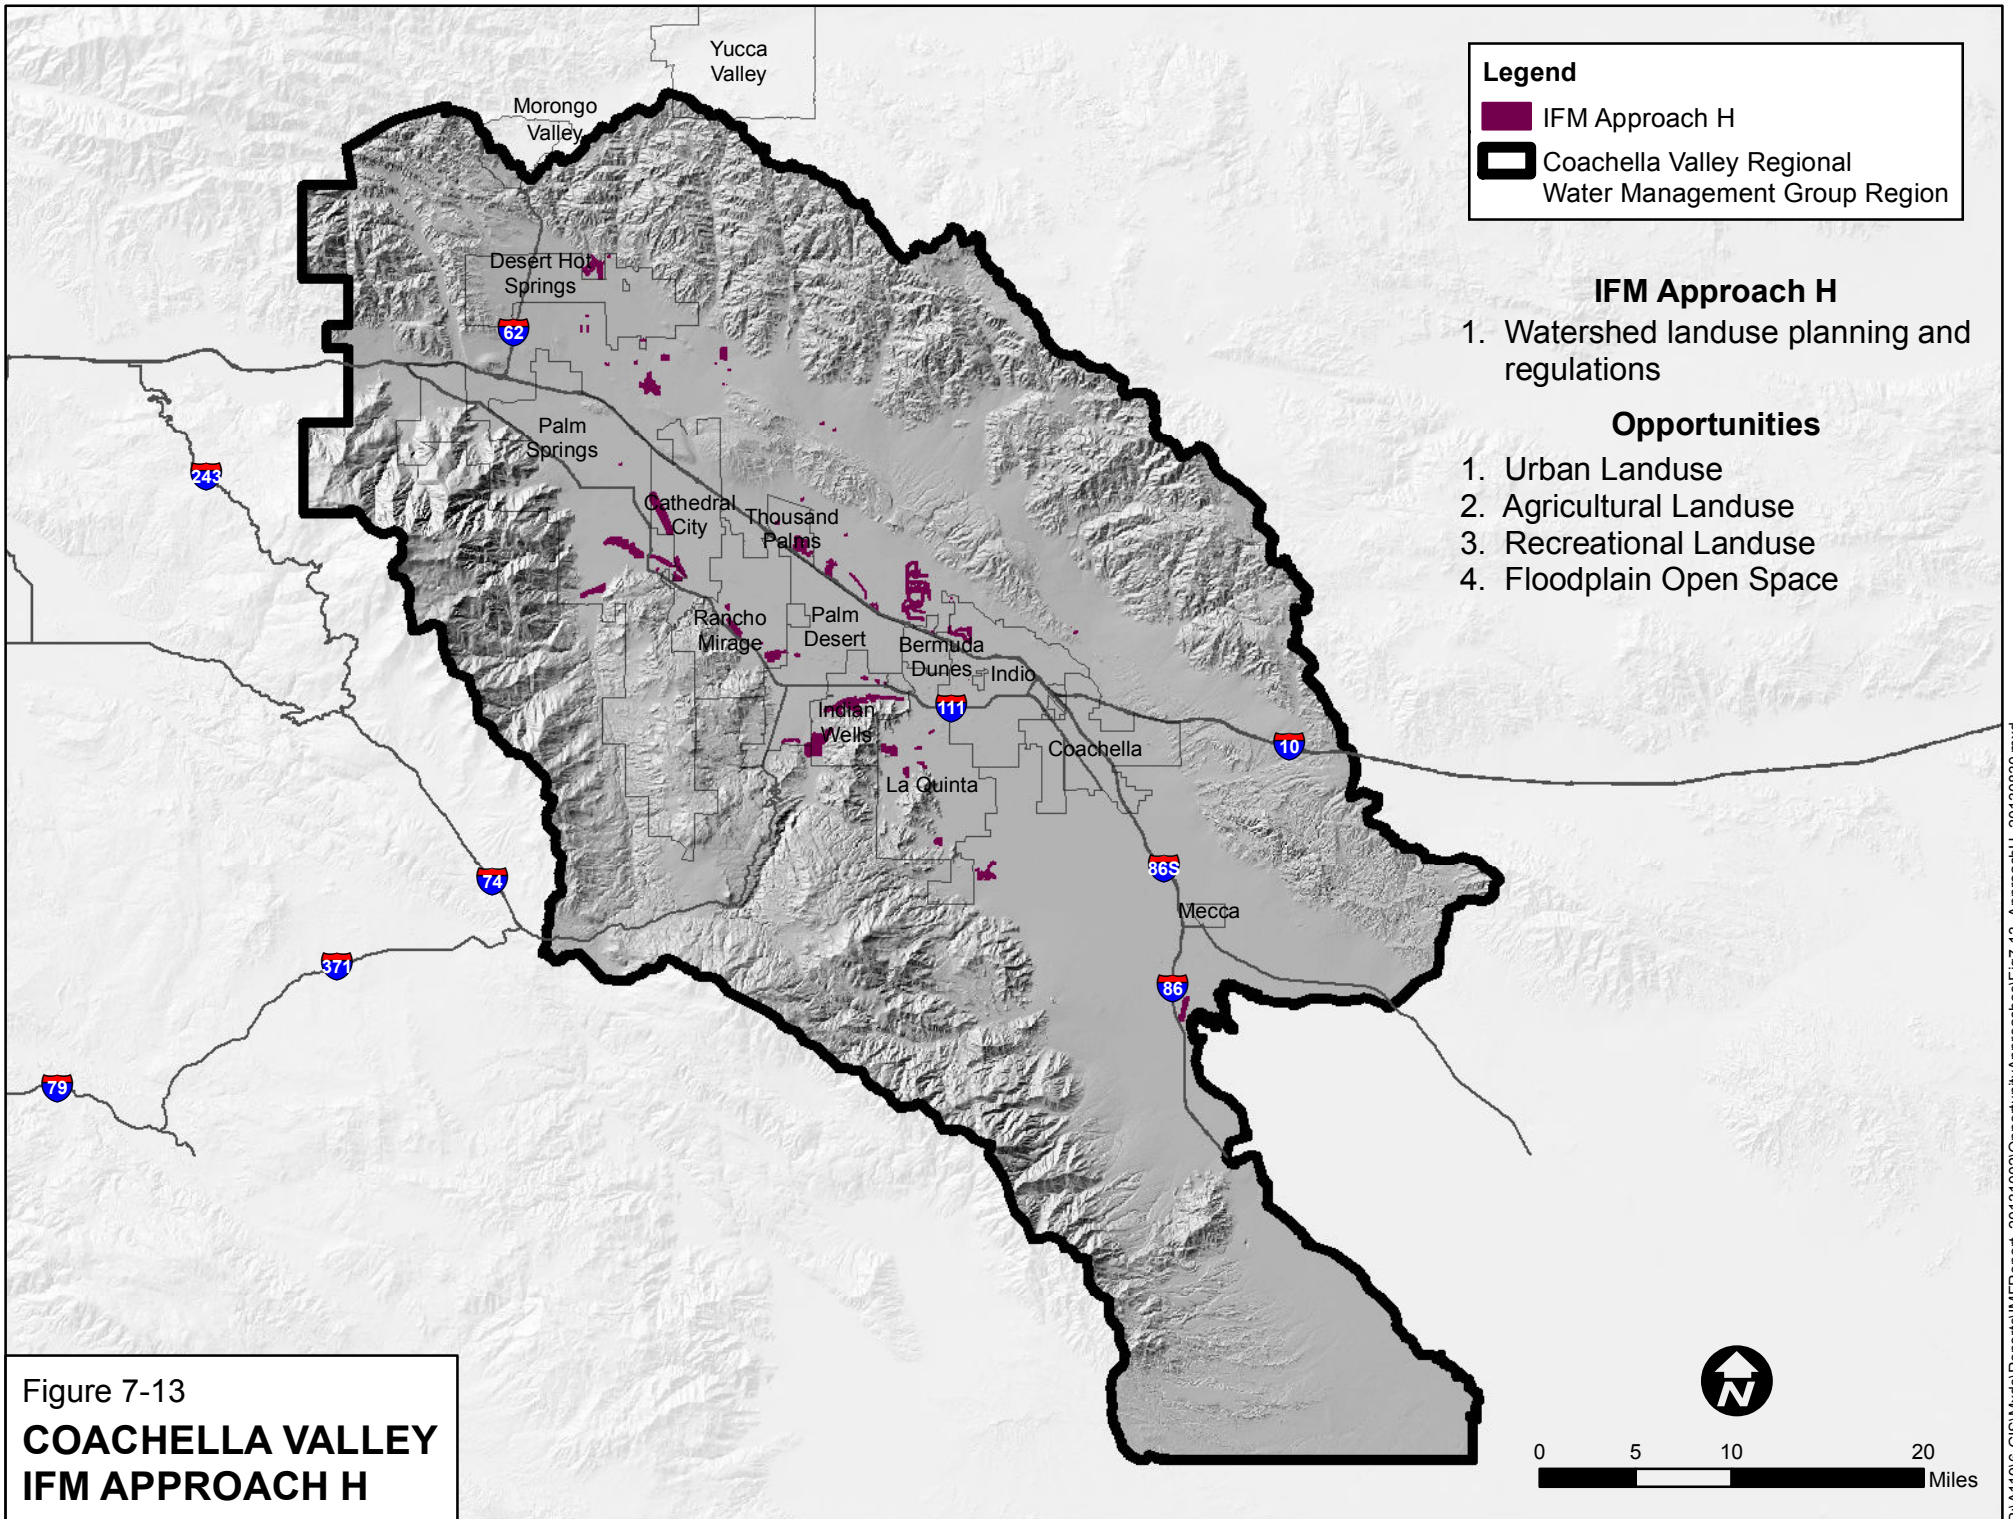 Yucca
Valley
Morongo
Valley
Legend
IFM Approach H
Coachella Valley Regional
Water Management Group Region
IFM Approach H
1. Watershed landuse planning and
regulations
Opportunities
1. Urban Landuse
2. Agricultural Landuse
3. Recreational Landuse
4. Floodplain Open Space
Desert Hot
Springs
62
Palm
Springs
243
Cathedral
City
Thousand
Palms
Rancho
Mirage
Palm
Desert
Bermuda
Dunes
Indio
Indian
Wells
111
Coachella
10
La Quinta
74
86S
Mecca
371
86
79
Figure 7-13
COACHELLA VALLEY
IFM APPROACH H
N
0 5 10 20
Miles